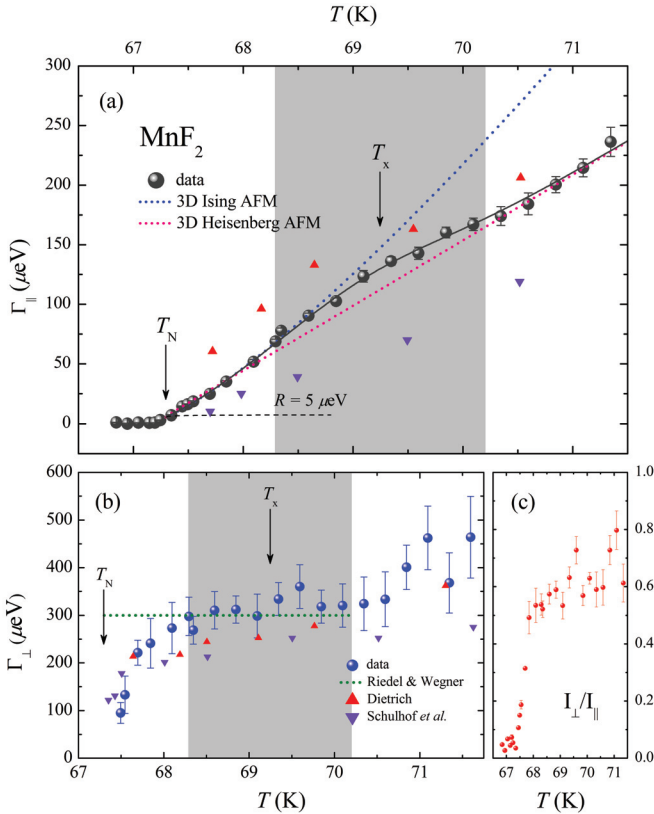 T (K)
67 68 69 70 71
300
250
200
150
100
50
0
Γ∥ (μeV)
(a)
MnF2
data
3D Ising AFM
3D Heisenberg AFM
Tx
TN
R = 5 μeV
600
500
400
300
200
100
0
Γ⊥ (μeV)
(b)
Tx
TN
data
Riedel & Wegner
Dietrich
Schulhof et al.
67 68 69 70 71
T (K)
(c)
1.0
0.8
0.6
0.4
0.2
0.0
I⊥/I∥
67 68 69 70 71
T (K)